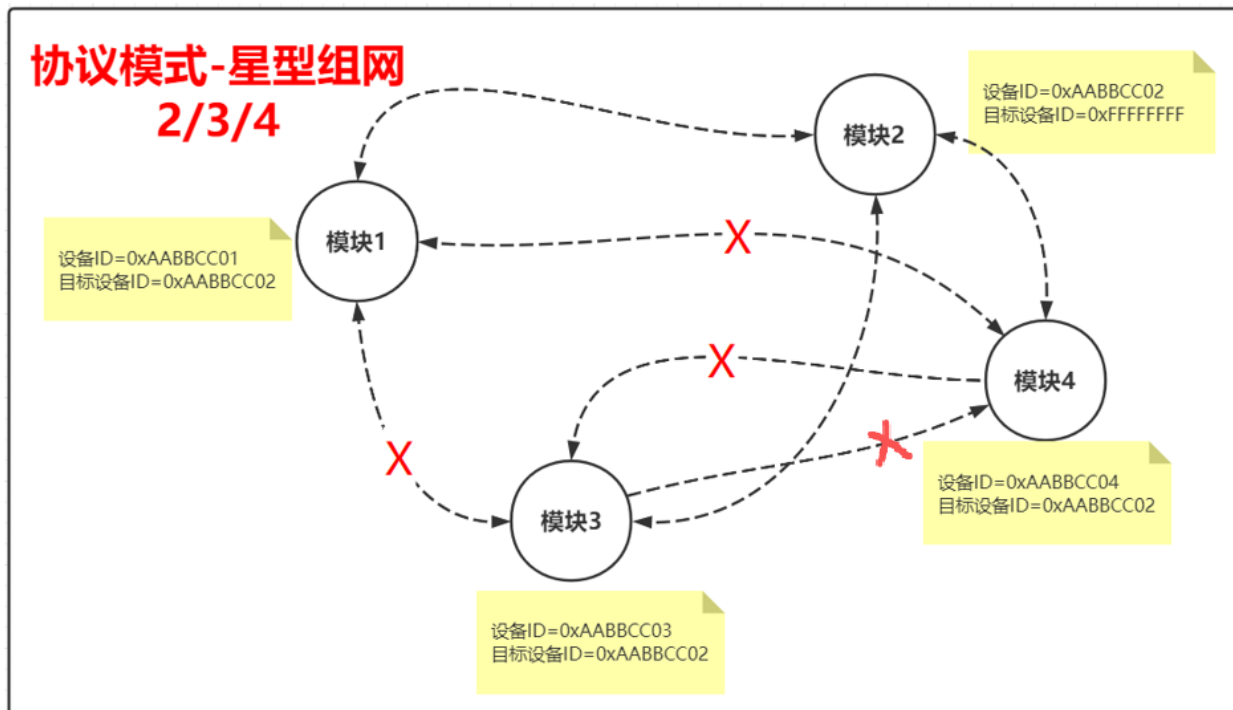 协议模式-星型组网
2/3/4
设备ID=0xAABBCC02
目标设备ID=0xFFFFFFFF
模块2
模块1
设备ID=0xAABBCC01
目标设备ID=0xAABBCC02
X
X
模块4
X
X
设备ID=0xAABBCC04
目标设备ID=0xAABBCC02
模块3
设备ID=0xAABBCC03
目标设备ID=0xAABBCC02